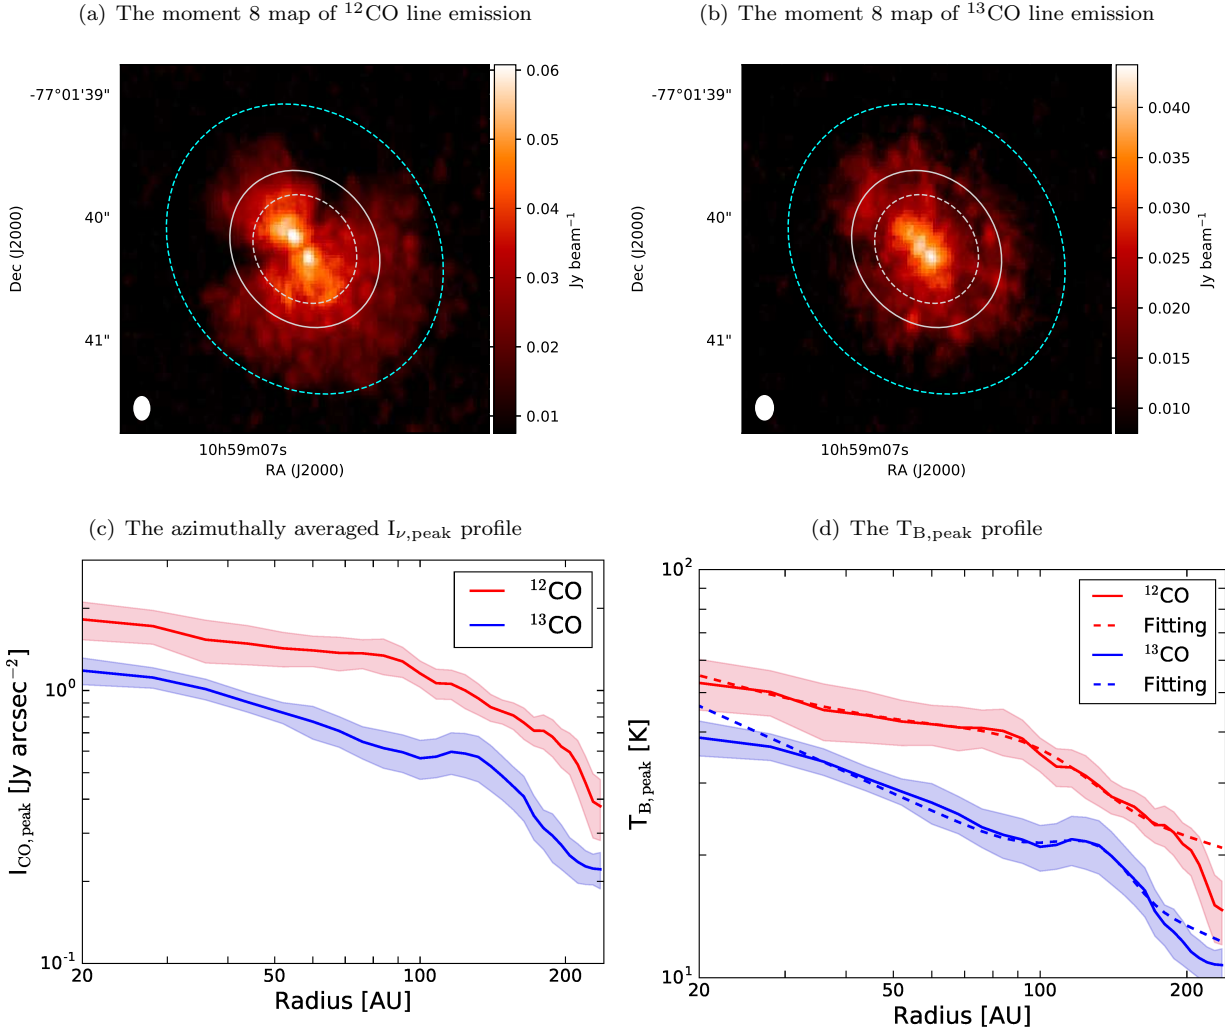 (a) The moment 8 map of ¹²CO line emission
-77°01'39"
40"
41"
Dec (J2000)
10h59m07s
RA (J2000)
0.06
0.05
0.04
0.03
0.02
0.01
Jy beam⁻¹
(b) The moment 8 map of ¹³CO line emission
-77°01'39"
40"
41"
Dec (J2000)
10h59m07s
RA (J2000)
0.040
0.035
0.030
0.025
0.020
0.015
0.010
Jy beam⁻¹
(c) The azimuthally averaged I_ν,peak profile
¹²CO
¹³CO
10⁰
10⁻¹
I_CO,peak [Jy arcsec⁻²]
20
50
100
200
Radius [AU]
(d) The T_B,peak profile
¹²CO
Fitting
¹³CO
Fitting
10²
10¹
T_B,peak [K]
20
50
100
200
Radius [AU]